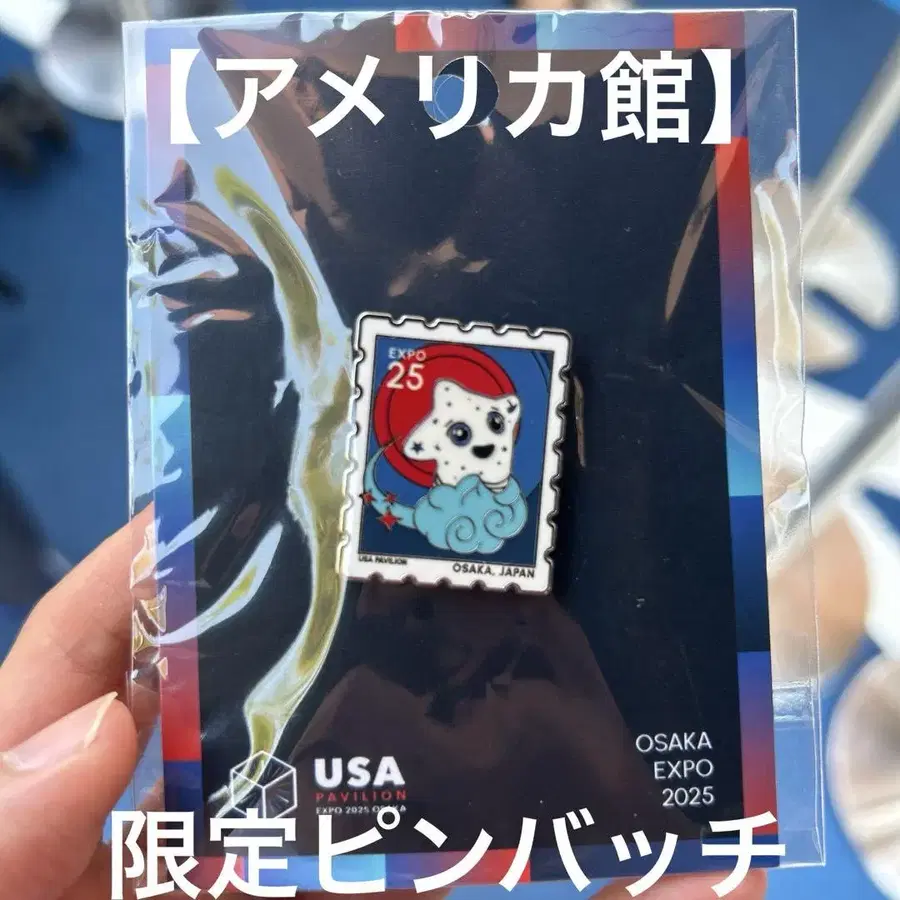 【アメリカ館】
EXPO
25
USA PAVILION
OSAKA, JAPAN
USA
PAVILION
EXPO 2025 OSAKA
OSAKA
EXPO
2025
限定ピンバッチ